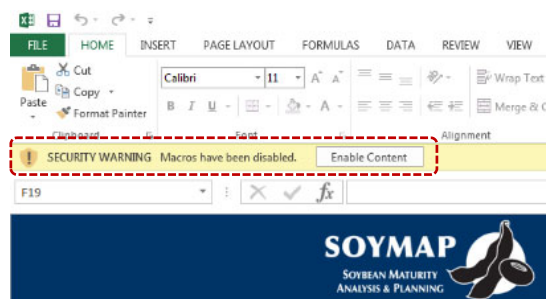 FILE HOME INSERT PAGE LAYOUT FORMULAS DATA REVIEW VIEW
Cut
Copy
Format Painter
Paste
Calibri 11 A A
Wrap Text
B I U A
Merge & C
Clipboard Font Alignment
SECURITY WARNING Macros have been disabled. Enable Content
F19 fx
SOYMAP
SOYBEAN MATURITY
ANALYSIS & PLANNING